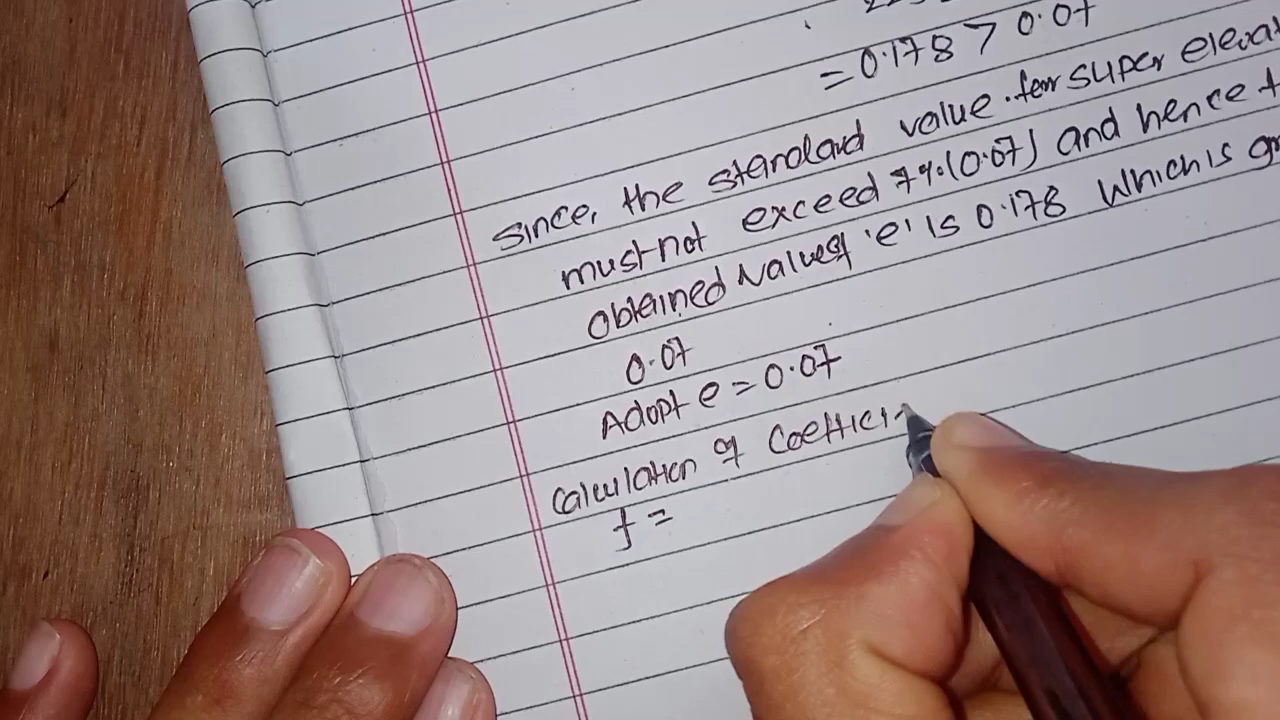 = 0.178 > 0.07
Since, the standard value for super elevat
must not exceed 7%(0.07) and hence t
obtained value of 'e' is 0.178 which is gr
0.07
Adopt e = 0.07
Calculation of Coeffici
f =